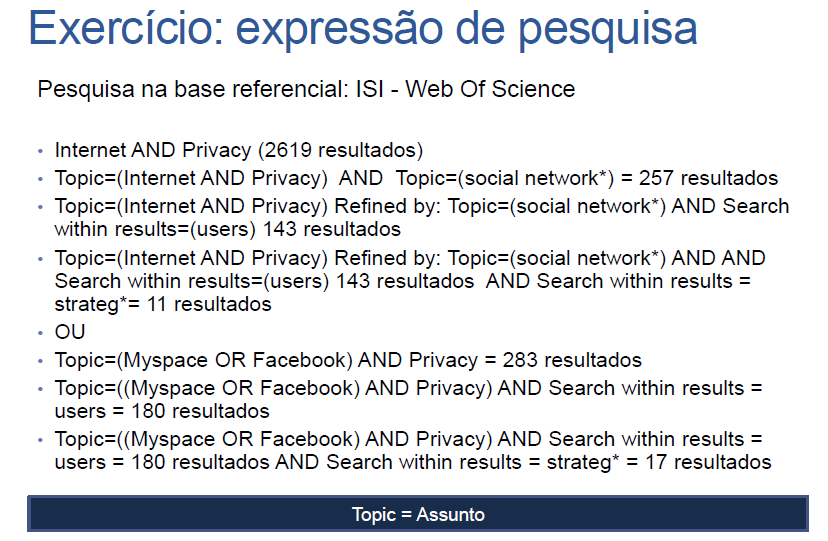 Exercício: expressão de pesquisa
Pesquisa na base referencial: ISI - Web Of Science
• Internet AND Privacy (2619 resultados)
• Topic=(Internet AND Privacy) AND Topic=(social network*) = 257 resultados
• Topic=(Internet AND Privacy) Refined by: Topic=(social network*) AND Search
within results=(users) 143 resultados
• Topic=(Internet AND Privacy) Refined by: Topic=(social network*) AND AND
Search within results=(users) 143 resultados AND Search within results =
strateg*= 11 resultados
• OU
• Topic=(Myspace OR Facebook) AND Privacy = 283 resultados
• Topic=((Myspace OR Facebook) AND Privacy) AND Search within results =
users = 180 resultados
• Topic=((Myspace OR Facebook) AND Privacy) AND Search within results =
users = 180 resultados AND Search within results = strateg* = 17 resultados
Topic = Assunto